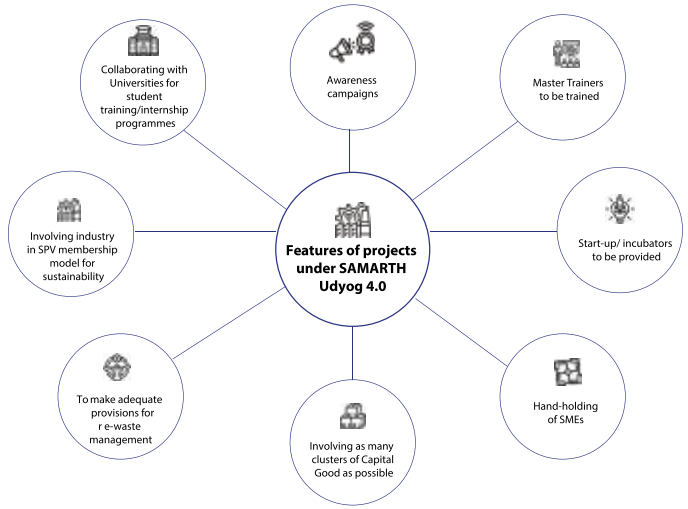 Collaborating with
Universities for
student
training/internship
programmes
Awareness
campaigns
Master Trainers
to be trained
Involving industry
in SPV membership
model for
sustainability
Features of projects
under SAMARTH
Udyog 4.0
Start-up/ incubators
to be provided
To make adequate
provisions for
r e-waste
management
Involving as many
clusters of Capital
Good as possible
Hand-holding
of SMEs